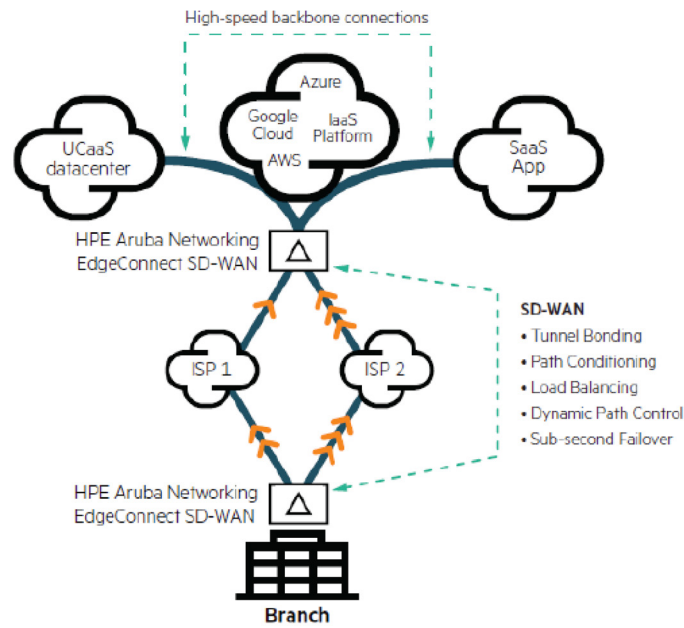 High-speed backbone connections
Azure
Google
Cloud
IaaS
Platform
AWS
UCaaS
datacenter
SaaS
App
HPE Aruba Networking
EdgeConnect SD-WAN
SD-WAN
• Tunnel Bonding
• Path Conditioning
• Load Balancing
• Dynamic Path Control
• Sub-second Failover
ISP 1
ISP 2
HPE Aruba Networking
EdgeConnect SD-WAN
Branch